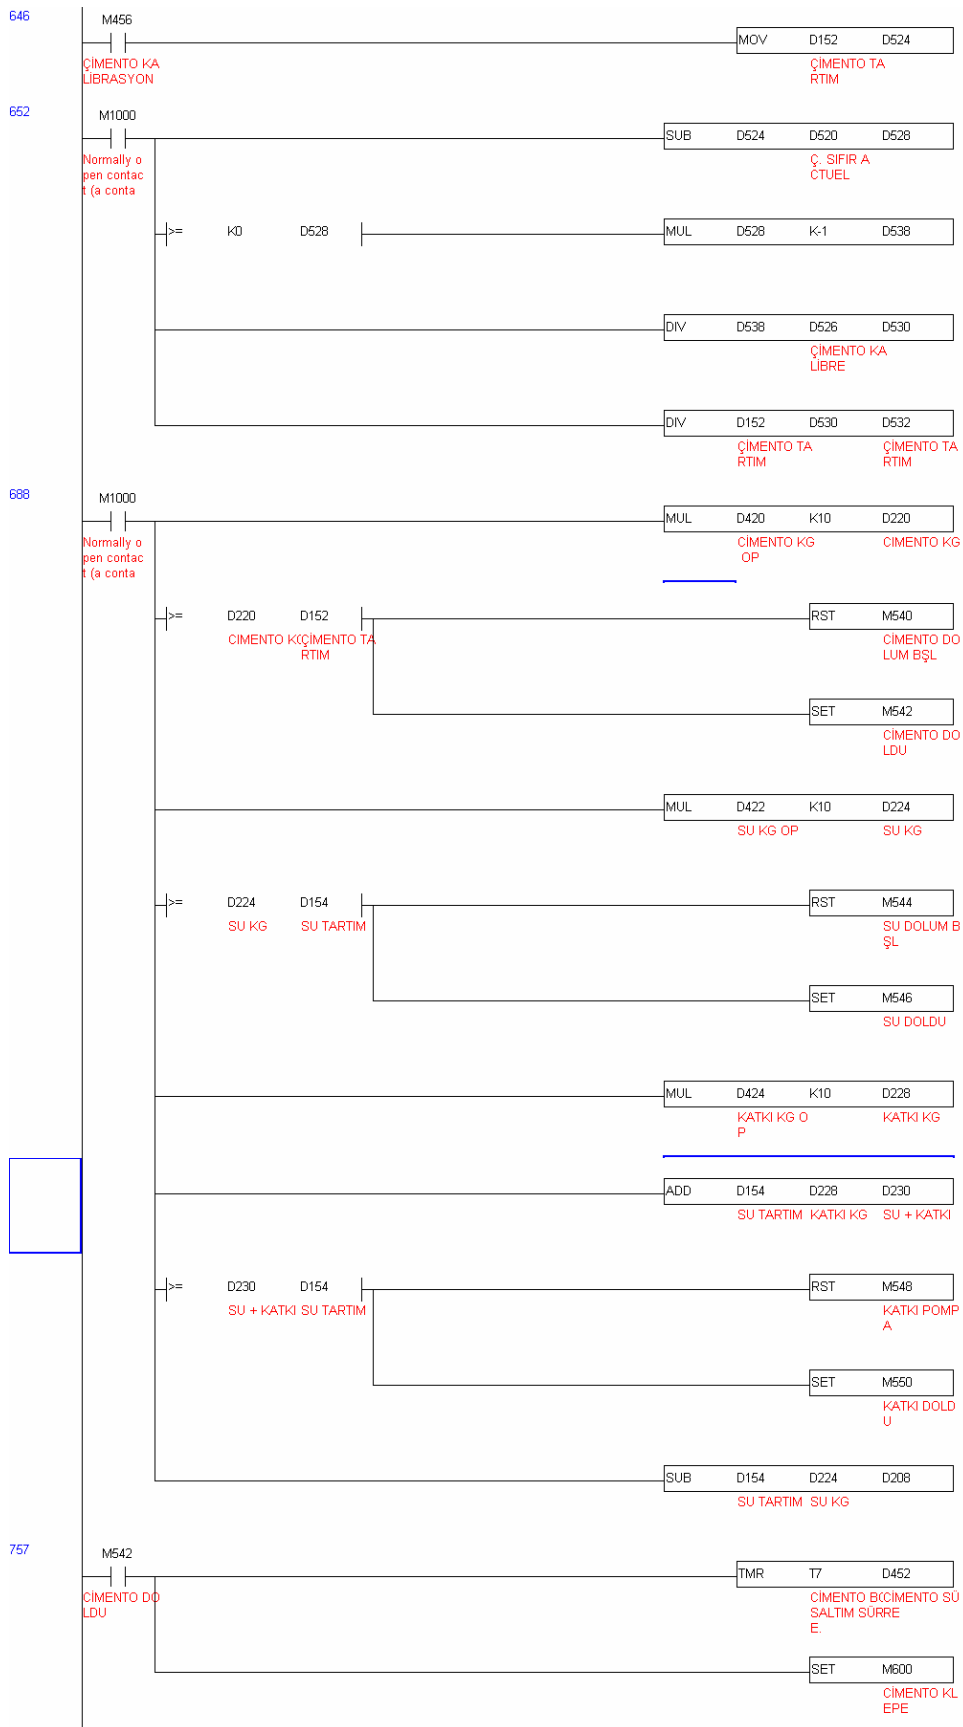 646
M456
MOV D152 D524
ÇİMENTO KA
LİBRASYON
ÇİMENTO TA
RTIM
652
M1000
SUB D524 D520 D528
Normally o
pen contac
t (a conta
Ç. SIFIR A
CTUEL
>= K0 D528
MUL D528 K-1 D538
DIV D538 D526 D530
ÇİMENTO KA
LİBRE
DIV D152 D530 D532
ÇİMENTO TA
RTIM
ÇİMENTO TA
RTIM
688
M1000
MUL D420 K10 D220
Normally o
pen contac
t (a conta
CİMENTO KG
OP
CIMENTO KG
>= D220 D152
RST M540
CIMENTO K(
ÇİMENTO TA
RTIM
CİMENTO DO
LUM BŞL
SET M542
CİMENTO DO
LDU
MUL D422 K10 D224
SU KG OP
SU KG
>= D224 D154
RST M544
SU KG
SU TARTIM
SU DOLUM B
ŞL
SET M546
SU DOLDU
MUL D424 K10 D228
KATKI KG O
P
KATKI KG
ADD D154 D228 D230
SU TARTIM KATKI KG SU + KATKI
>= D230 D154
RST M548
SU + KATKI SU TARTIM
KATKI POMP
A
SET M550
KATKI DOLD
U
SUB D154 D224 D208
SU TARTIM SU KG
757
M542
TMR T7 D452
CİMENTO DO
LDU
CİMENTO B(
SALTIM SÜR
E.
CİMENTO SÜ
RE
SET M600
CİMENTO KL
EPE